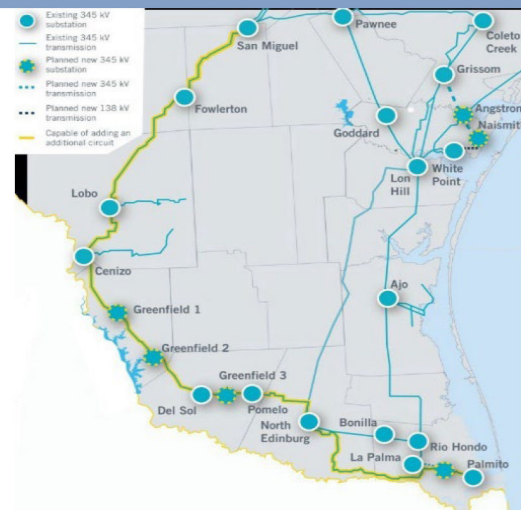 Existing 345 kV
substation
Existing 345 kV
transmission
Planned new 345 kV
substation
Planned new 345 kV
transmission
Planned new 138 kV
transmission
Capable of adding an
additional circuit
Pawnee
San Miguel
Coleto
Creek
Grissom
Fowlerton
Angstrom
Naismith
Goddard
Lon
Hill
White
Point
Lobo
Cenizo
Ajo
Greenfield 1
Greenfield 2
Greenfield 3
Del Sol
Pomelo
North
Edinburg
Bonilla
Rio Hondo
La Palma
Palmito